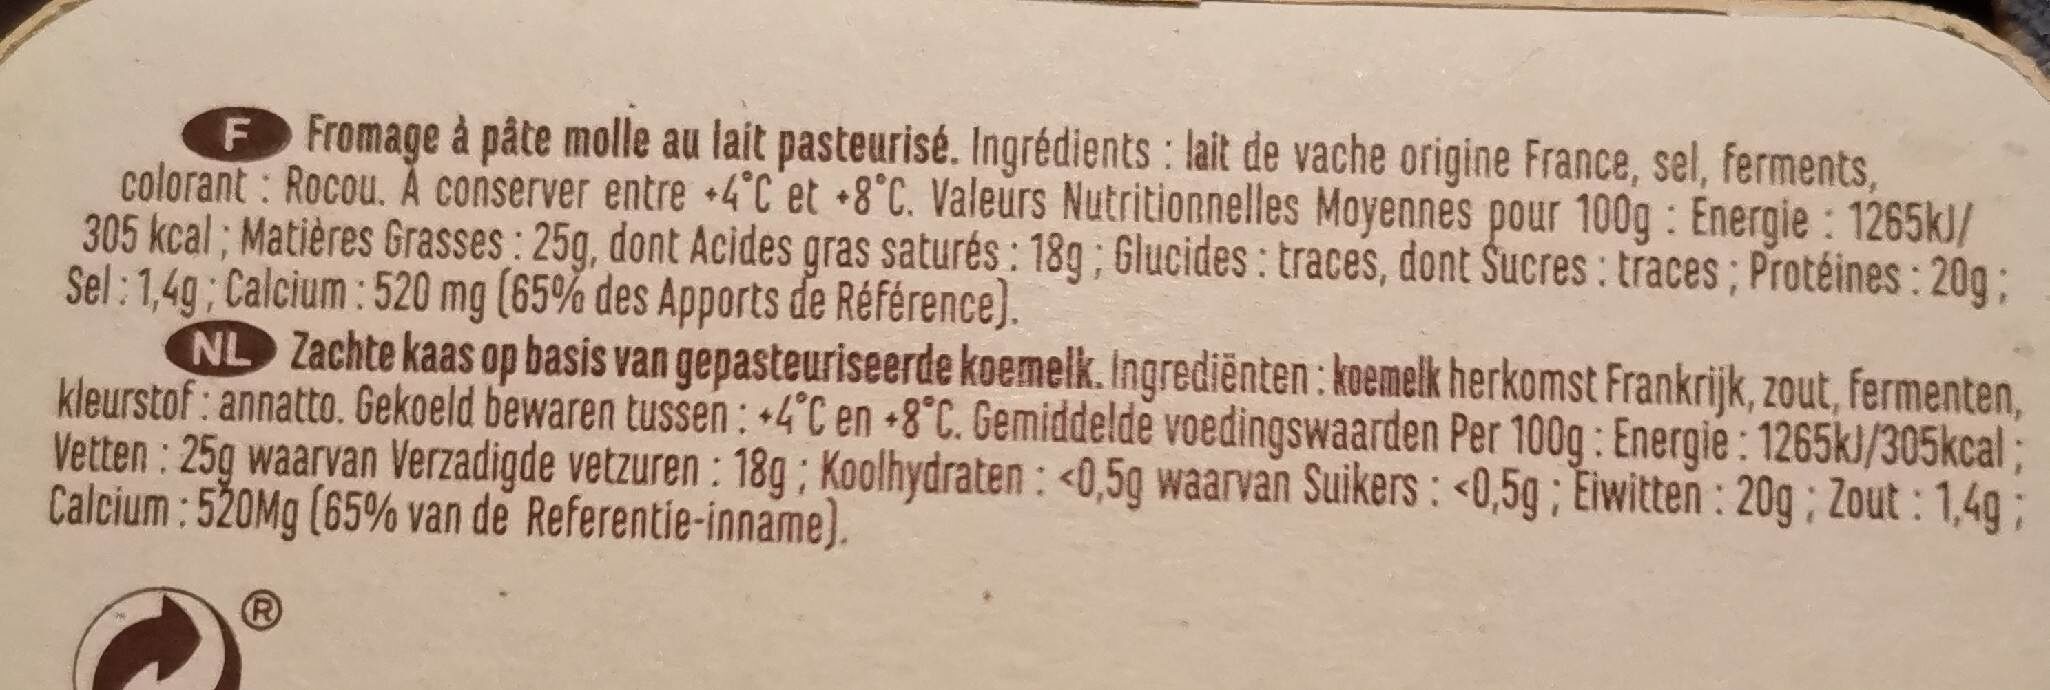 F Fromage à pâte molle au lait pasteurisé. Ingrédients : lait de vache origine France, sel, ferments,
colorant : Rocou. À conserver entre +4°C et +8°C. Valeurs Nutritionnelles Moyennes pour 100g : Energie : 1265kJ/
305 kcal ; Matières Grasses : 25g, dont Acides gras saturés : 18g ; Glucides : traces, dont Sucres : traces ; Protéines : 20g ;
Sel : 1,4g ; Calcium : 520 mg (65% des Apports de Référence).
NL Zachte kaas op basis van gepasteuriseerde koemelk. Ingrediënten : koemelk herkomst Frankrijk, zout, fermenten,
kleurstof : annatto. Gekoeld bewaren tussen : +4°C en +8°C. Gemiddelde voedingswaarden Per 100g : Energie : 1265kJ/305kcal ;
Vetten : 25g waarvan Verzadigde vetzuren : 18g ; Koolhydraten : <0,5g waarvan Suikers : <0,5g ; Eiwitten : 20g ; Zout : 1,4g ;
Calcium : 520Mg (65% van de Referentie-inname).
®